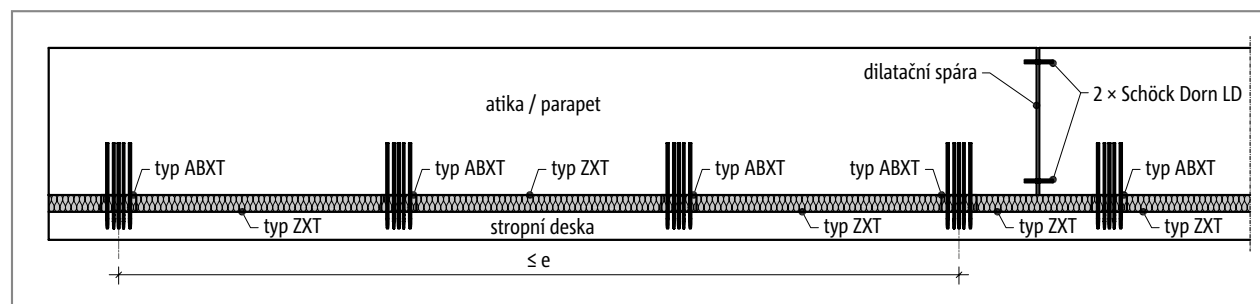 dilatační spára
2 × Schöck Dorn LD
atika / parapet
typ ABXT
typ ABXT
typ ZXT
typ ABXT
typ ABXT
typ ABXT
typ ZXT
stropní deska
typ ZXT
typ ZXT
typ ZXT
≤ e